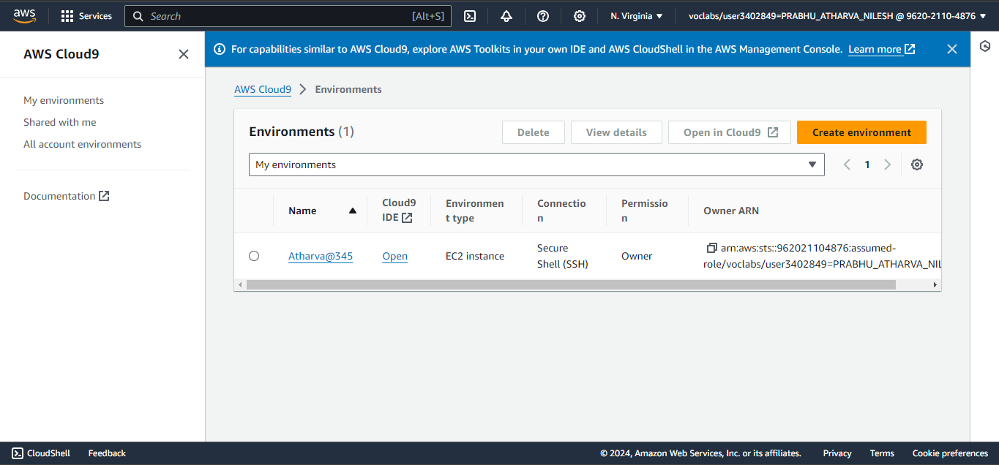 aws Services Search [Alt+S] N. Virginia voclabs/user3402849=PRABHU_ATHARVA_NILESH @ 9620-2110-4876
AWS Cloud9
My environments
Shared with me
All account environments
Documentation
For capabilities similar to AWS Cloud9, explore AWS Toolkits in your own IDE and AWS CloudShell in the AWS Management Console. Learn more
AWS Cloud9 Environments
Environments (1) Delete View details Open in Cloud9 Create environment
My environments 1
Name Cloud9 IDE Environmen t type Connectio n Permissio n Owner ARN
Atharva@345 Open EC2 instance Secure Shell (SSH) Owner arn:aws:sts::962021104876:assumed-
role/voclabs/user3402849=PRABHU_ATHARVA_NIL
CloudShell Feedback © 2024, Amazon Web Services, Inc. or its affiliates. Privacy Terms Cookie preferences